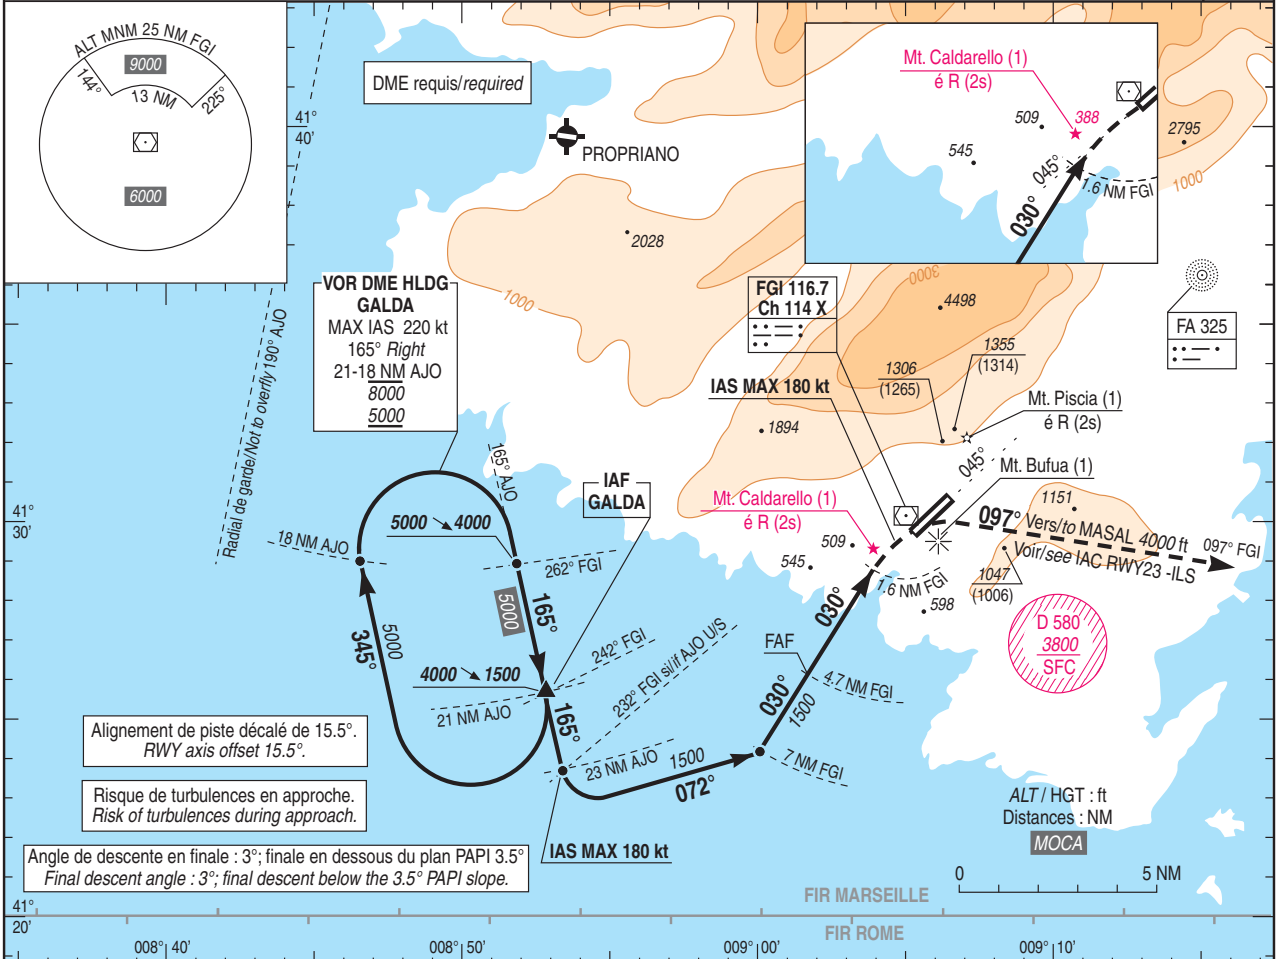 ALT MNM 25 NM FGI
9000
144°
13 NM
225°
6000
DME requis/required
41°
40'
PROPRIANO
2028
1000
Mt. Caldarello (1)
é R (2s)
509
388
545
045°
1.6 NM FGI
030°
2795
1000
VOR DME HLDG
GALDA
MAX IAS 220 kt
165° Right
21-18 NM AJO
8000
5000
Radial de garde/Not to overfly 190° AJO
FGI 116.7
Ch 114 X
3000
4498
FA 325
1355
(1314)
1306
(1265)
IAS MAX 180 kt
Mt. Piscia (1)
é R (2s)
1894
045°
Mt. Bufua (1)
165° AJO
IAF
GALDA
Mt. Caldarello (1)
é R (2s)
1151
41°
30'
5000 ↘ 4000
18 NM AJO
262° FGI
509
545
097° Vers/to MASAL 4000 ft
097° FGI
Voir/see IAC RWY23 -ILS
1047
(1006)
1.6 NM FGI
598
5000
165°
345°
5000
030°
D 580
3800
SFC
242° FGI
232° FGI si/if AJO U/S
FAF
4000 ↘ 1500
21 NM AJO
165°
4.7 NM FGI
030°
1500
Alignement de piste décalé de 15.5°.
RWY axis offset 15.5°.
23 NM AJO
1500
072°
7 NM FGI
Risque de turbulences en approche.
Risk of turbulences during approach.
ALT / HGT : ft
Distances : NM
MOCA
Angle de descente en finale : 3°; finale en dessous du plan PAPI 3.5°
Final descent angle : 3°; final descent below the 3.5° PAPI slope.
IAS MAX 180 kt
0
5 NM
FIR MARSEILLE
41°
20'
FIR ROME
008°40'
008°50'
009°00'
009°10'